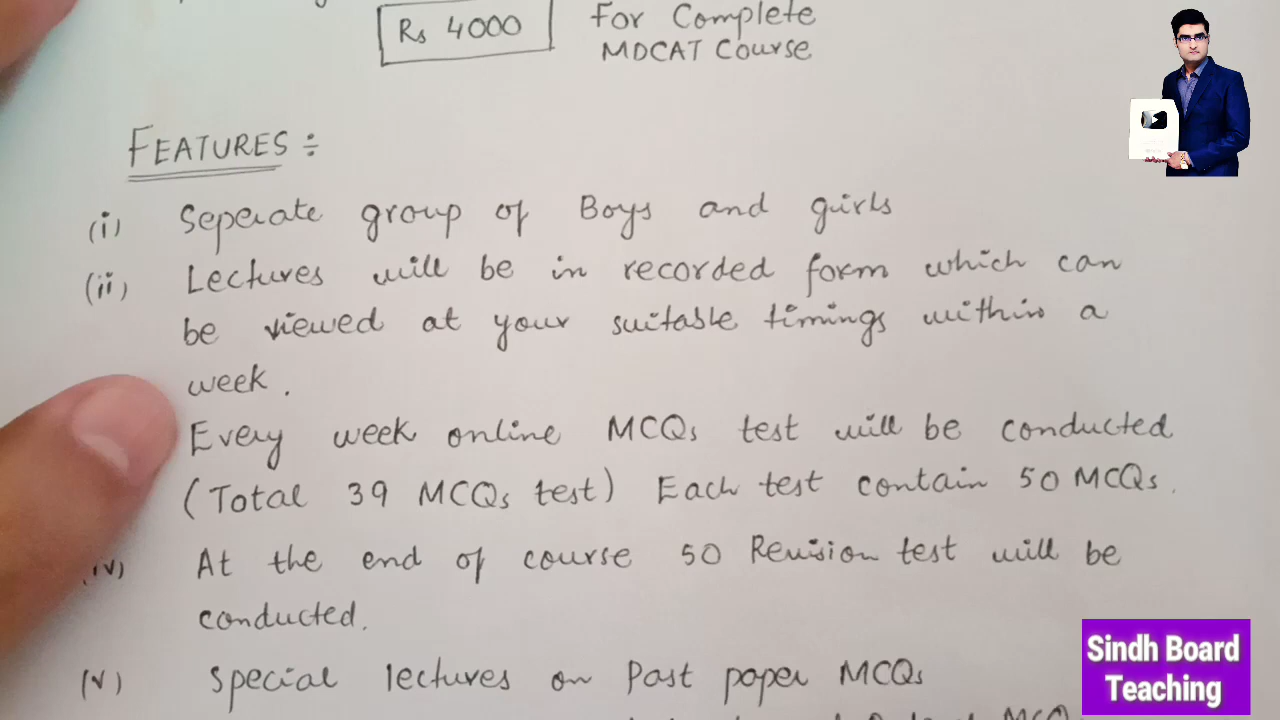 Rs 4000
For Complete
MDCAT Course
FEATURES :
(i) Seperate group of Boys and girls
(ii) Lectures will be in recorded form which can
be viewed at your suitable timings within a
week.
Every week online MCQs test will be conducted
(Total 39 MCQs test) Each test contain 50 MCQs.
(iv) At the end of course 50 Revision test will be
conducted.
(v) Special lectures on Past paper MCQs
Sindh Board
Teaching